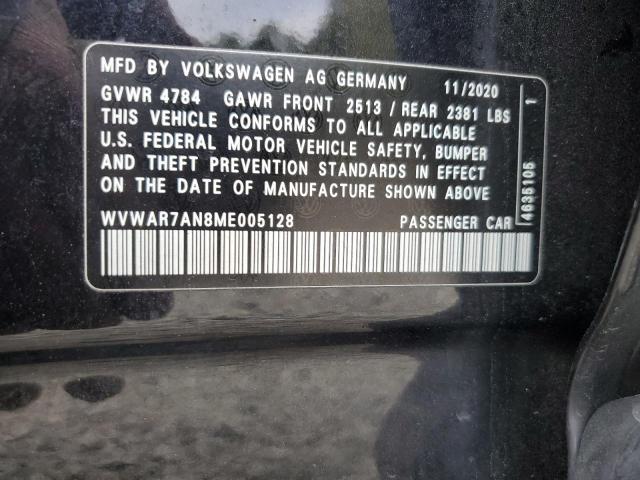 MFD BY VOLKSWAGEN AG GERMANY 11/2020
GVWR 4784 GAWR FRONT 2513 / REAR 2381 LBS
THIS VEHICLE CONFORMS TO ALL APPLICABLE
U.S. FEDERAL MOTOR VEHICLE SAFETY, BUMPER
AND THEFT PREVENTION STANDARDS IN EFFECT
ON THE DATE OF MANUFACTURE SHOWN ABOVE
WVWAR7AN8ME005128 PASSENGER CAR
4635105 1